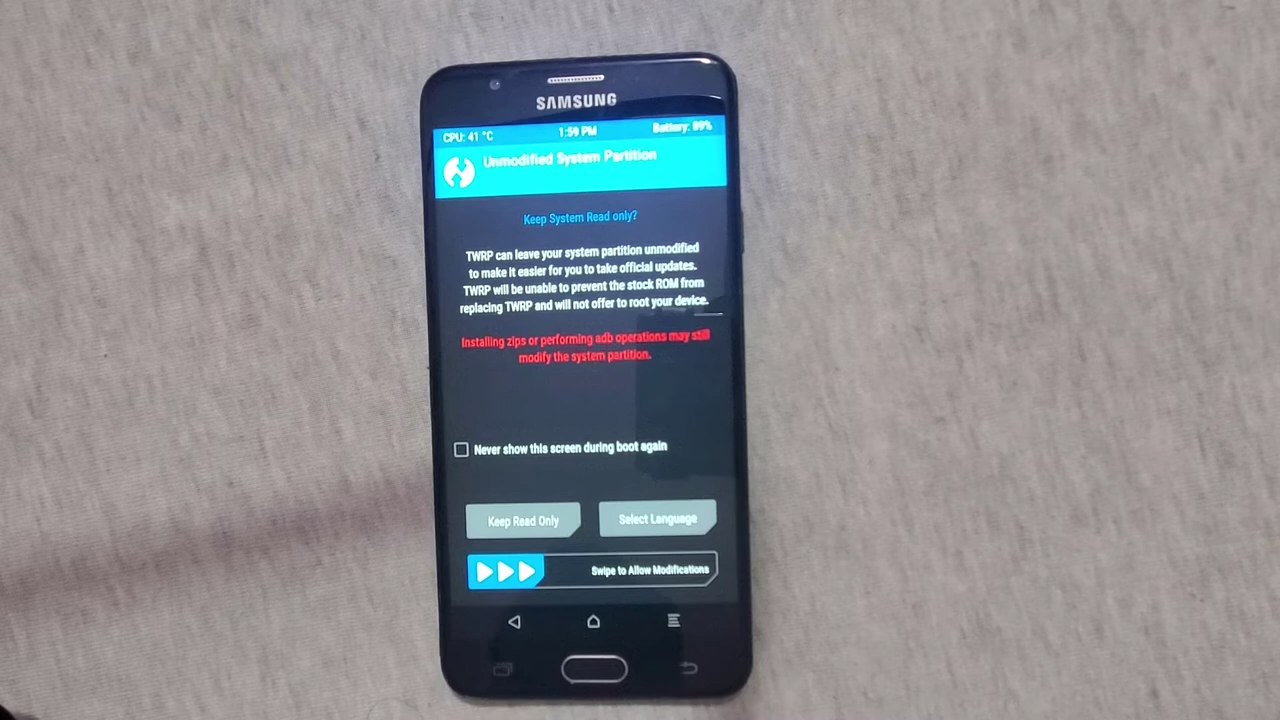 SAMSUNG
CPU: 41 °C 1:59 PM Battery: 89%
Unmodified System Partition
Keep System Read only?
TWRP can leave your system partition unmodified
to make it easier for you to take official updates.
TWRP will be unable to prevent the stock ROM from
replacing TWRP and will not offer to root your device.
Installing zips or performing adb operations may still
modify the system partition.
Never show this screen during boot again
Keep Read Only Select Language
Swipe to Allow Modifications